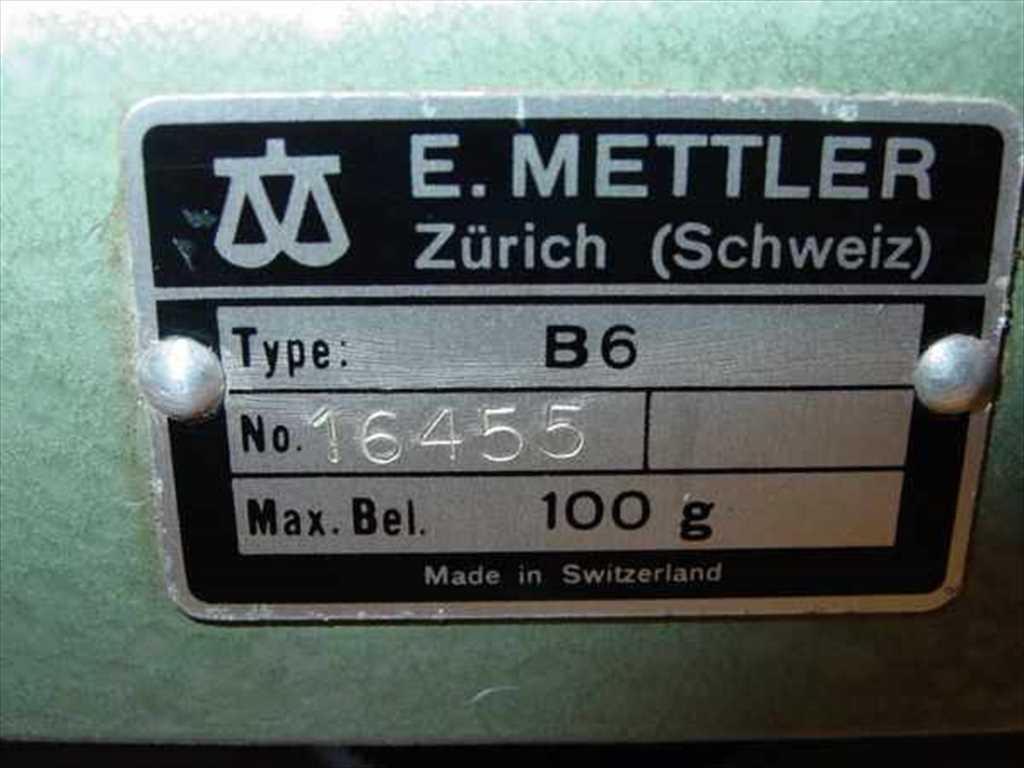 E. METTLER
Zürich (Schweiz)
Type: B6
No. 16455
Max. Bel. 100 g
Made in Switzerland